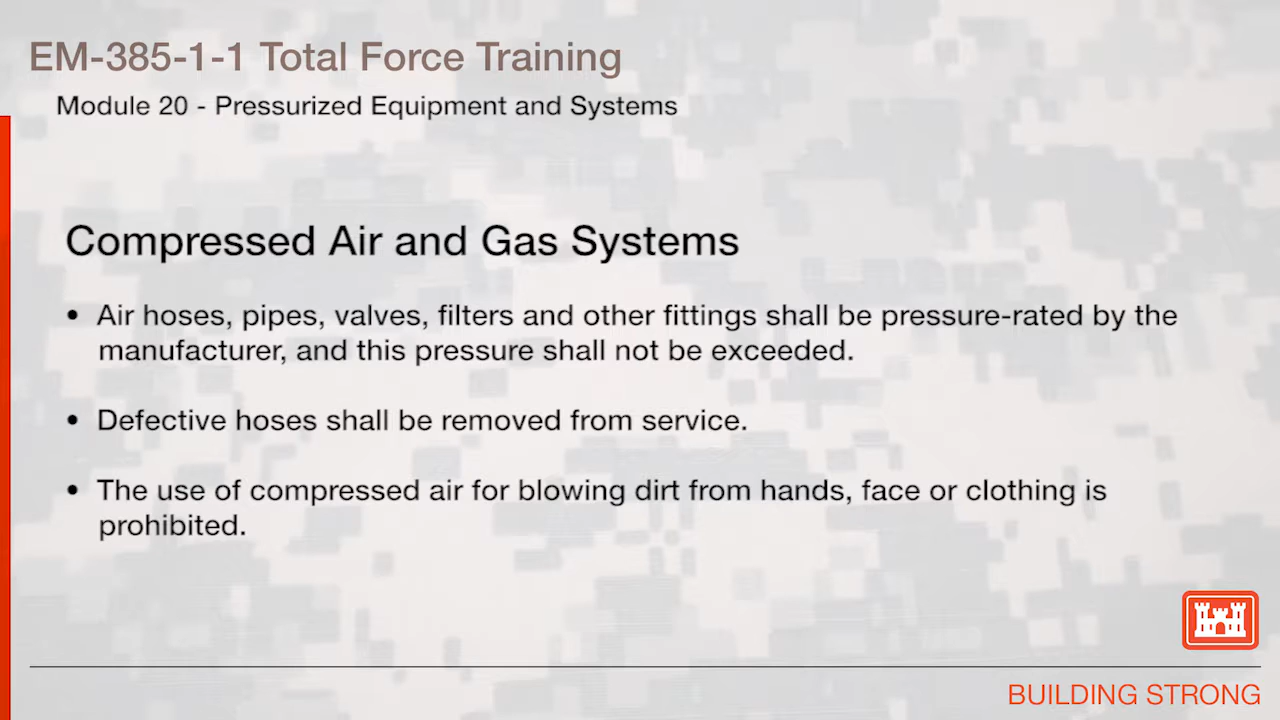 EM-385-1-1 Total Force Training
Module 20 - Pressurized Equipment and Systems
Compressed Air and Gas Systems
• Air hoses, pipes, valves, filters and other fittings shall be pressure-rated by the
manufacturer, and this pressure shall not be exceeded.
• Defective hoses shall be removed from service.
• The use of compressed air for blowing dirt from hands, face or clothing is
prohibited.
BUILDING STRONG